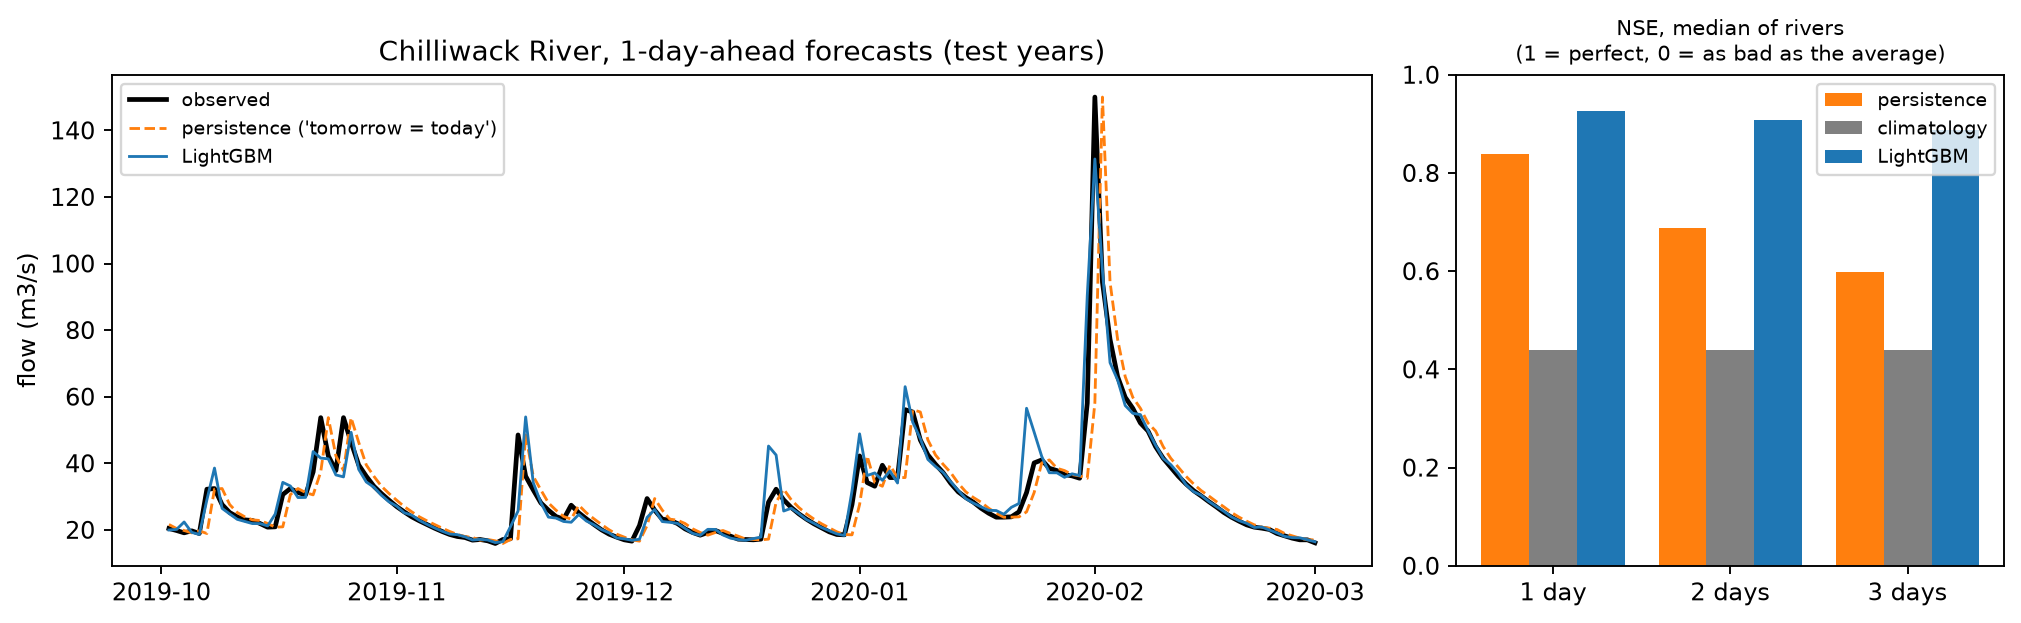 Chilliwack River, 1-day-ahead forecasts (test years)
observed
persistence ('tomorrow = today')
LightGBM
flow (m3/s)
140
120
100
80
60
40
20
2019-10
2019-11
2019-12
2020-01
2020-02
2020-03
NSE, median of rivers
(1 = perfect, 0 = as bad as the average)
persistence
climatology
LightGBM
1.0
0.8
0.6
0.4
0.2
0.0
1 day
2 days
3 days